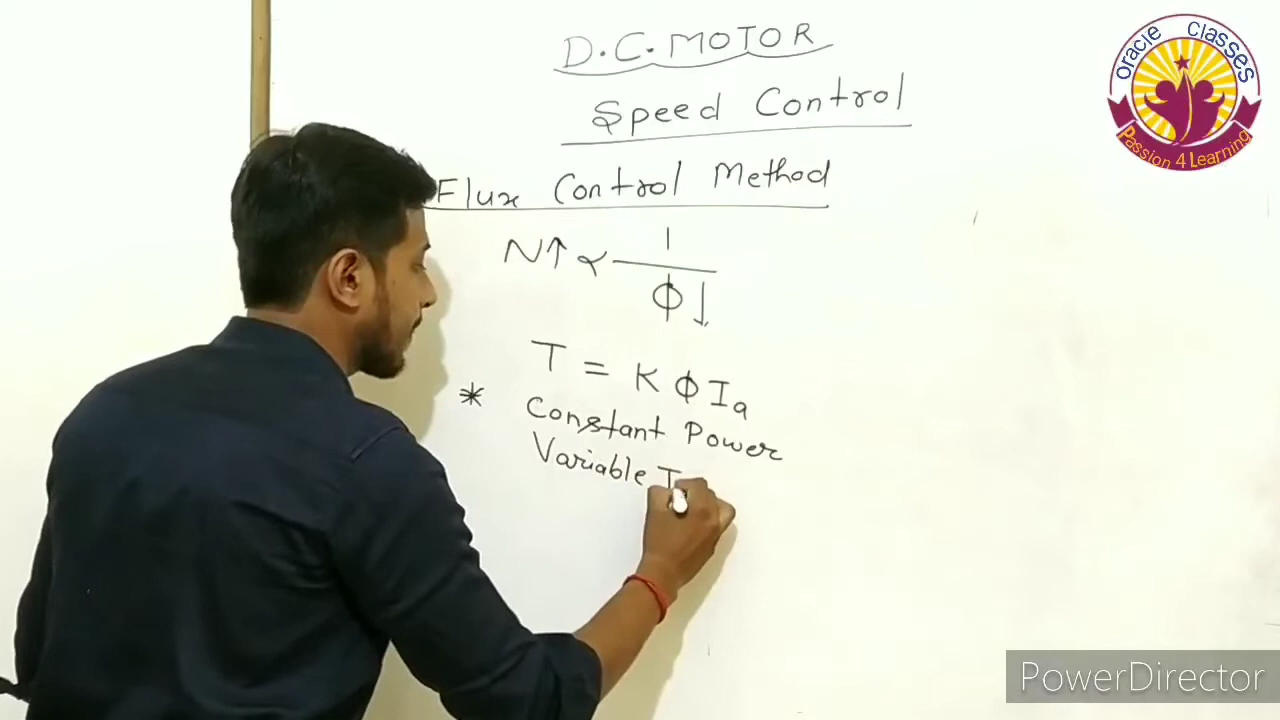 D.C. MOTOR
Speed Control
Flux Control Method
N↑ ∝ 1
ϕ↓
T = K ϕ Ia
* Constant Power
Variable T
Oracle Classes
Passion 4 Learning
PowerDirector